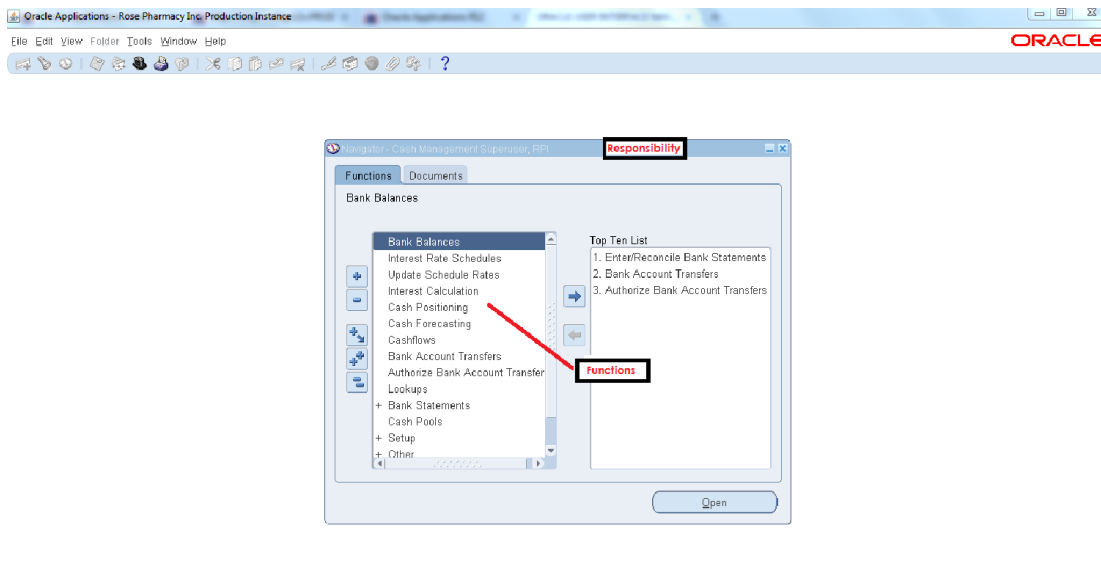 Oracle Applications - Rose Pharmacy Inc. Production Instance
File Edit View Folder Tools Window Help
ORACLE
Navigator - Cash Management Superuser, RPI
Responsibility
Functions Documents
Bank Balances
Bank Balances
Interest Rate Schedules
Update Schedule Rates
Interest Calculation
Cash Positioning
Cash Forecasting
Cashflows
Bank Account Transfers
Authorize Bank Account Transfer
Lookups
+ Bank Statements
Cash Pools
+ Setup
+ Other
Top Ten List
1. Enter/Reconcile Bank Statements
2. Bank Account Transfers
3. Authorize Bank Account Transfers
Functions
Open